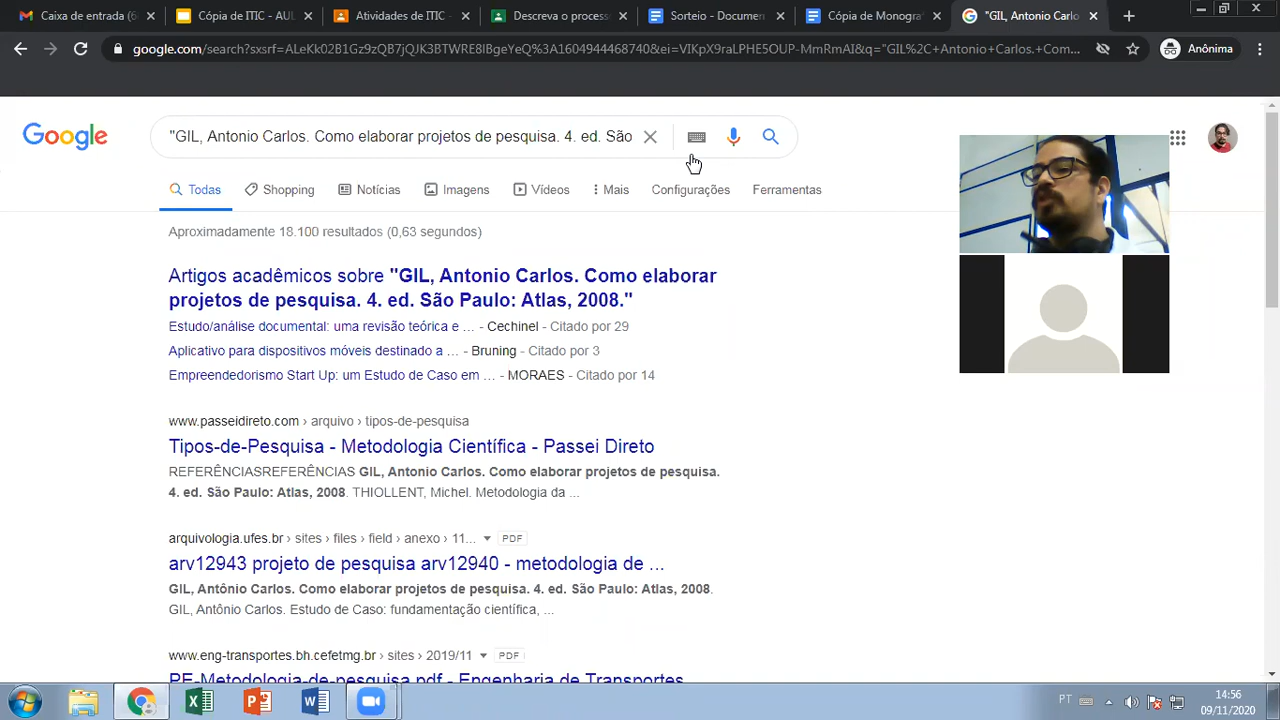 Caixa de entrada (6
Cópia de ITIC - AUL
Atividades de ITIC -
Descreva o process
Sorteio - Documen
Cópia de Monogra
"GIL, Antonio Carlo
google.com/search?sxsrf=ALeKk02B1Gz9zQB7jQJK3BTWRE8lBgeYeQ%3A1604944468740&ei=VIKpX9raLPHE5OUP-MmRmAI&q="GIL%2C+Antonio+Carlos.+Com...
Anônima
Google
"GIL, Antonio Carlos. Como elaborar projetos de pesquisa. 4. ed. São
Todas
Shopping
Notícias
Imagens
Vídeos
Mais
Configurações
Ferramentas
Aproximadamente 18.100 resultados (0,63 segundos)
Artigos acadêmicos sobre "GIL, Antonio Carlos. Como elaborar
projetos de pesquisa. 4. ed. São Paulo: Atlas, 2008."
Estudo/análise documental: uma revisão teórica e ... - Cechinel - Citado por 29
Aplicativo para dispositivos móveis destinado a ... - Bruning - Citado por 3
Empreendedorismo Start Up: um Estudo de Caso em ... - MORAES - Citado por 14
www.passeidireto.com › arquivo › tipos-de-pesquisa
Tipos-de-Pesquisa - Metodologia Científica - Passei Direto
REFERÊNCIASREFERÊNCIAS GIL, Antonio Carlos. Como elaborar projetos de pesquisa.
4. ed. São Paulo: Atlas, 2008. THIOLLENT, Michel. Metodologia da ...
arquivologia.ufes.br › sites › files › field › anexo › 11... PDF
arv12943 projeto de pesquisa arv12940 - metodologia de ...
GIL, Antônio Carlos. Como elaborar projetos de pesquisa. 4. ed. São Paulo: Atlas, 2008.
GIL, Antônio Carlos. Estudo de Caso: fundamentação científica, ...
www.eng-transportes.bh.cefetmg.br › sites › 2019/11 PDF
PE-Metodologia-de-pesquisa.pdf - Engenharia de Transportes
PT
14:56
09/11/2020